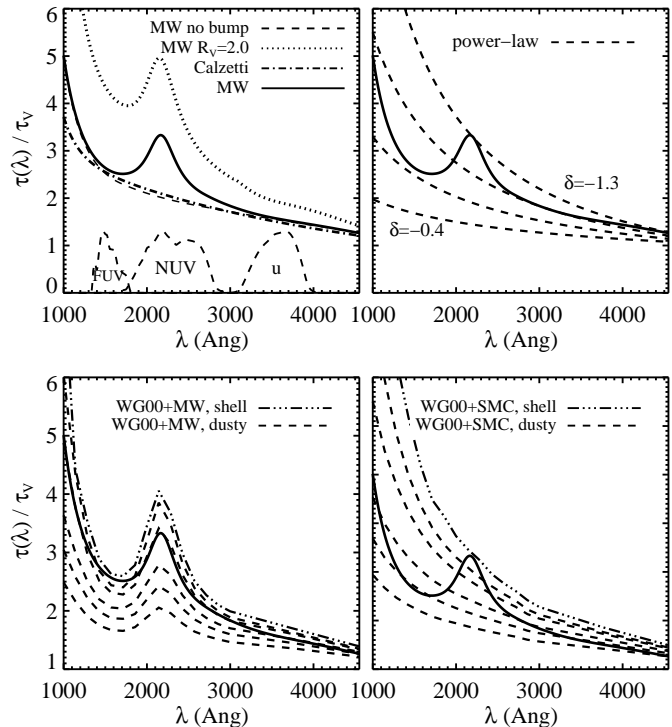 6
5
4
3
2
1
0
τ(λ) / τV
MW no bump
MW RV=2.0
Calzetti
MW
FUV
NUV
u
1000 2000 3000 4000
λ (Ang)
power−law
δ=−1.3
δ=−0.4
1000 2000 3000 4000
λ (Ang)
6
5
4
3
2
1
τ(λ) / τV
WG00+MW, shell
WG00+MW, dusty
1000 2000 3000 4000
λ (Ang)
WG00+SMC, shell
WG00+SMC, dusty
1000 2000 3000 4000
λ (Ang)